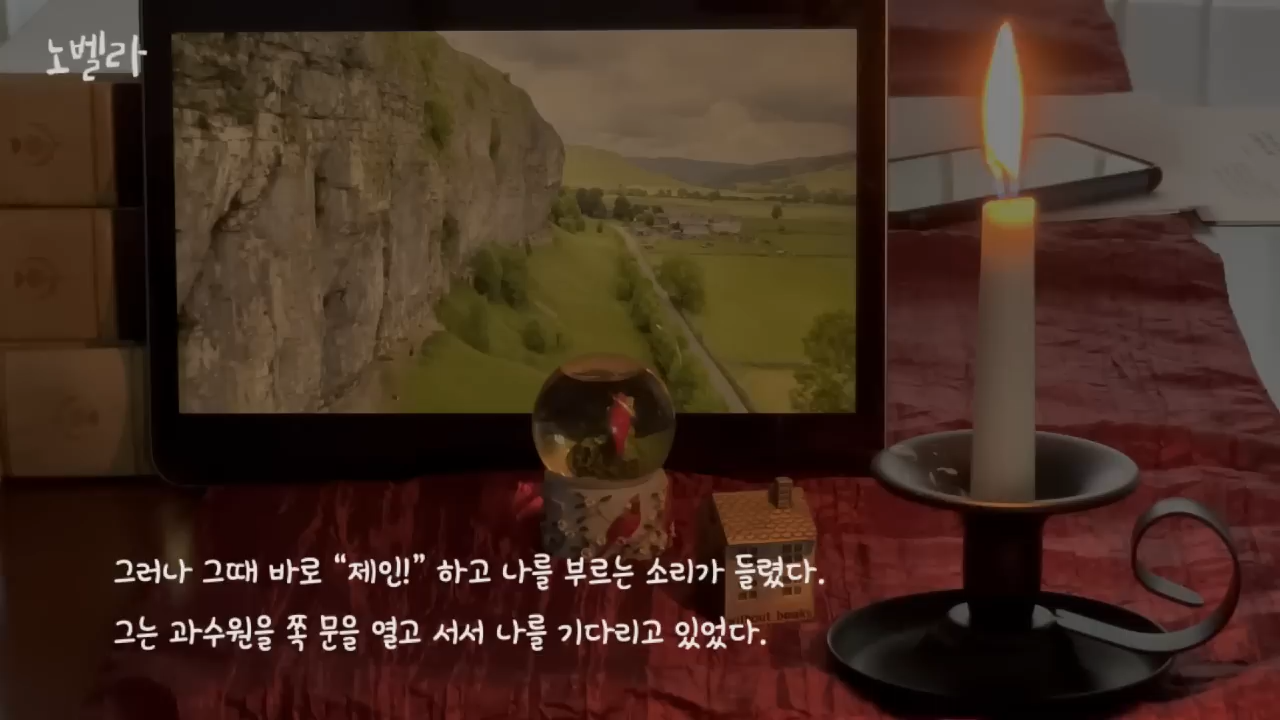 노벨라
그러나 그때 바로 “제인!” 하고 나를 부르는 소리가 들렸다.
그는 과수원을 쪽 문을 열고 서서 나를 기다리고 있었다.
without books